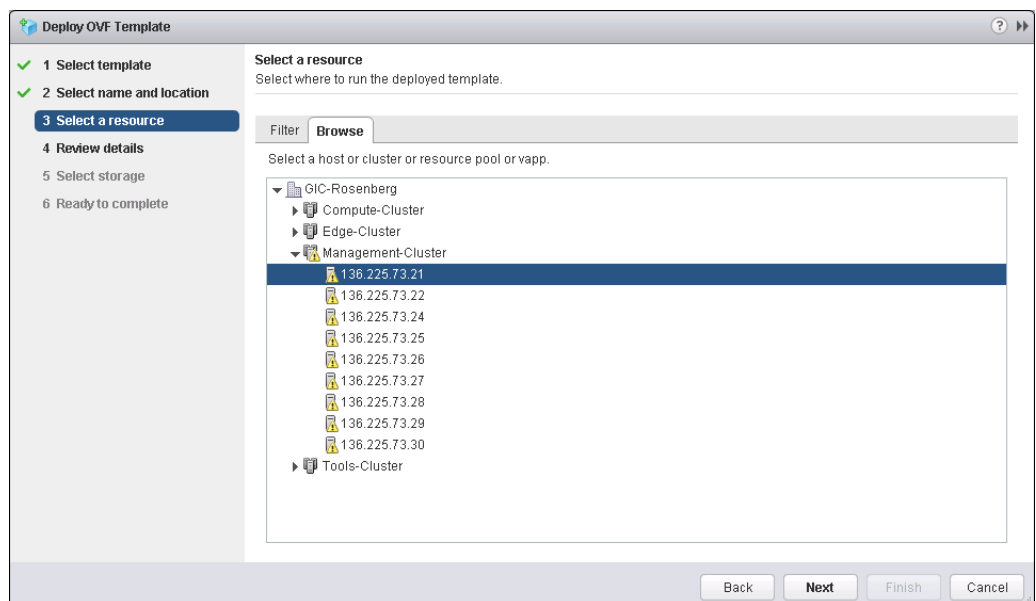 Deploy OVF Template
?
1 Select template
2 Select name and location
3 Select a resource
4 Review details
5 Select storage
6 Ready to complete
Select a resource
Select where to run the deployed template.
Filter Browse
Select a host or cluster or resource pool or vapp.
GIC-Rosenberg
Compute-Cluster
Edge-Cluster
Management-Cluster
136.225.73.21
136.225.73.22
136.225.73.24
136.225.73.25
136.225.73.26
136.225.73.27
136.225.73.28
136.225.73.29
136.225.73.30
Tools-Cluster
Back Next Finish Cancel